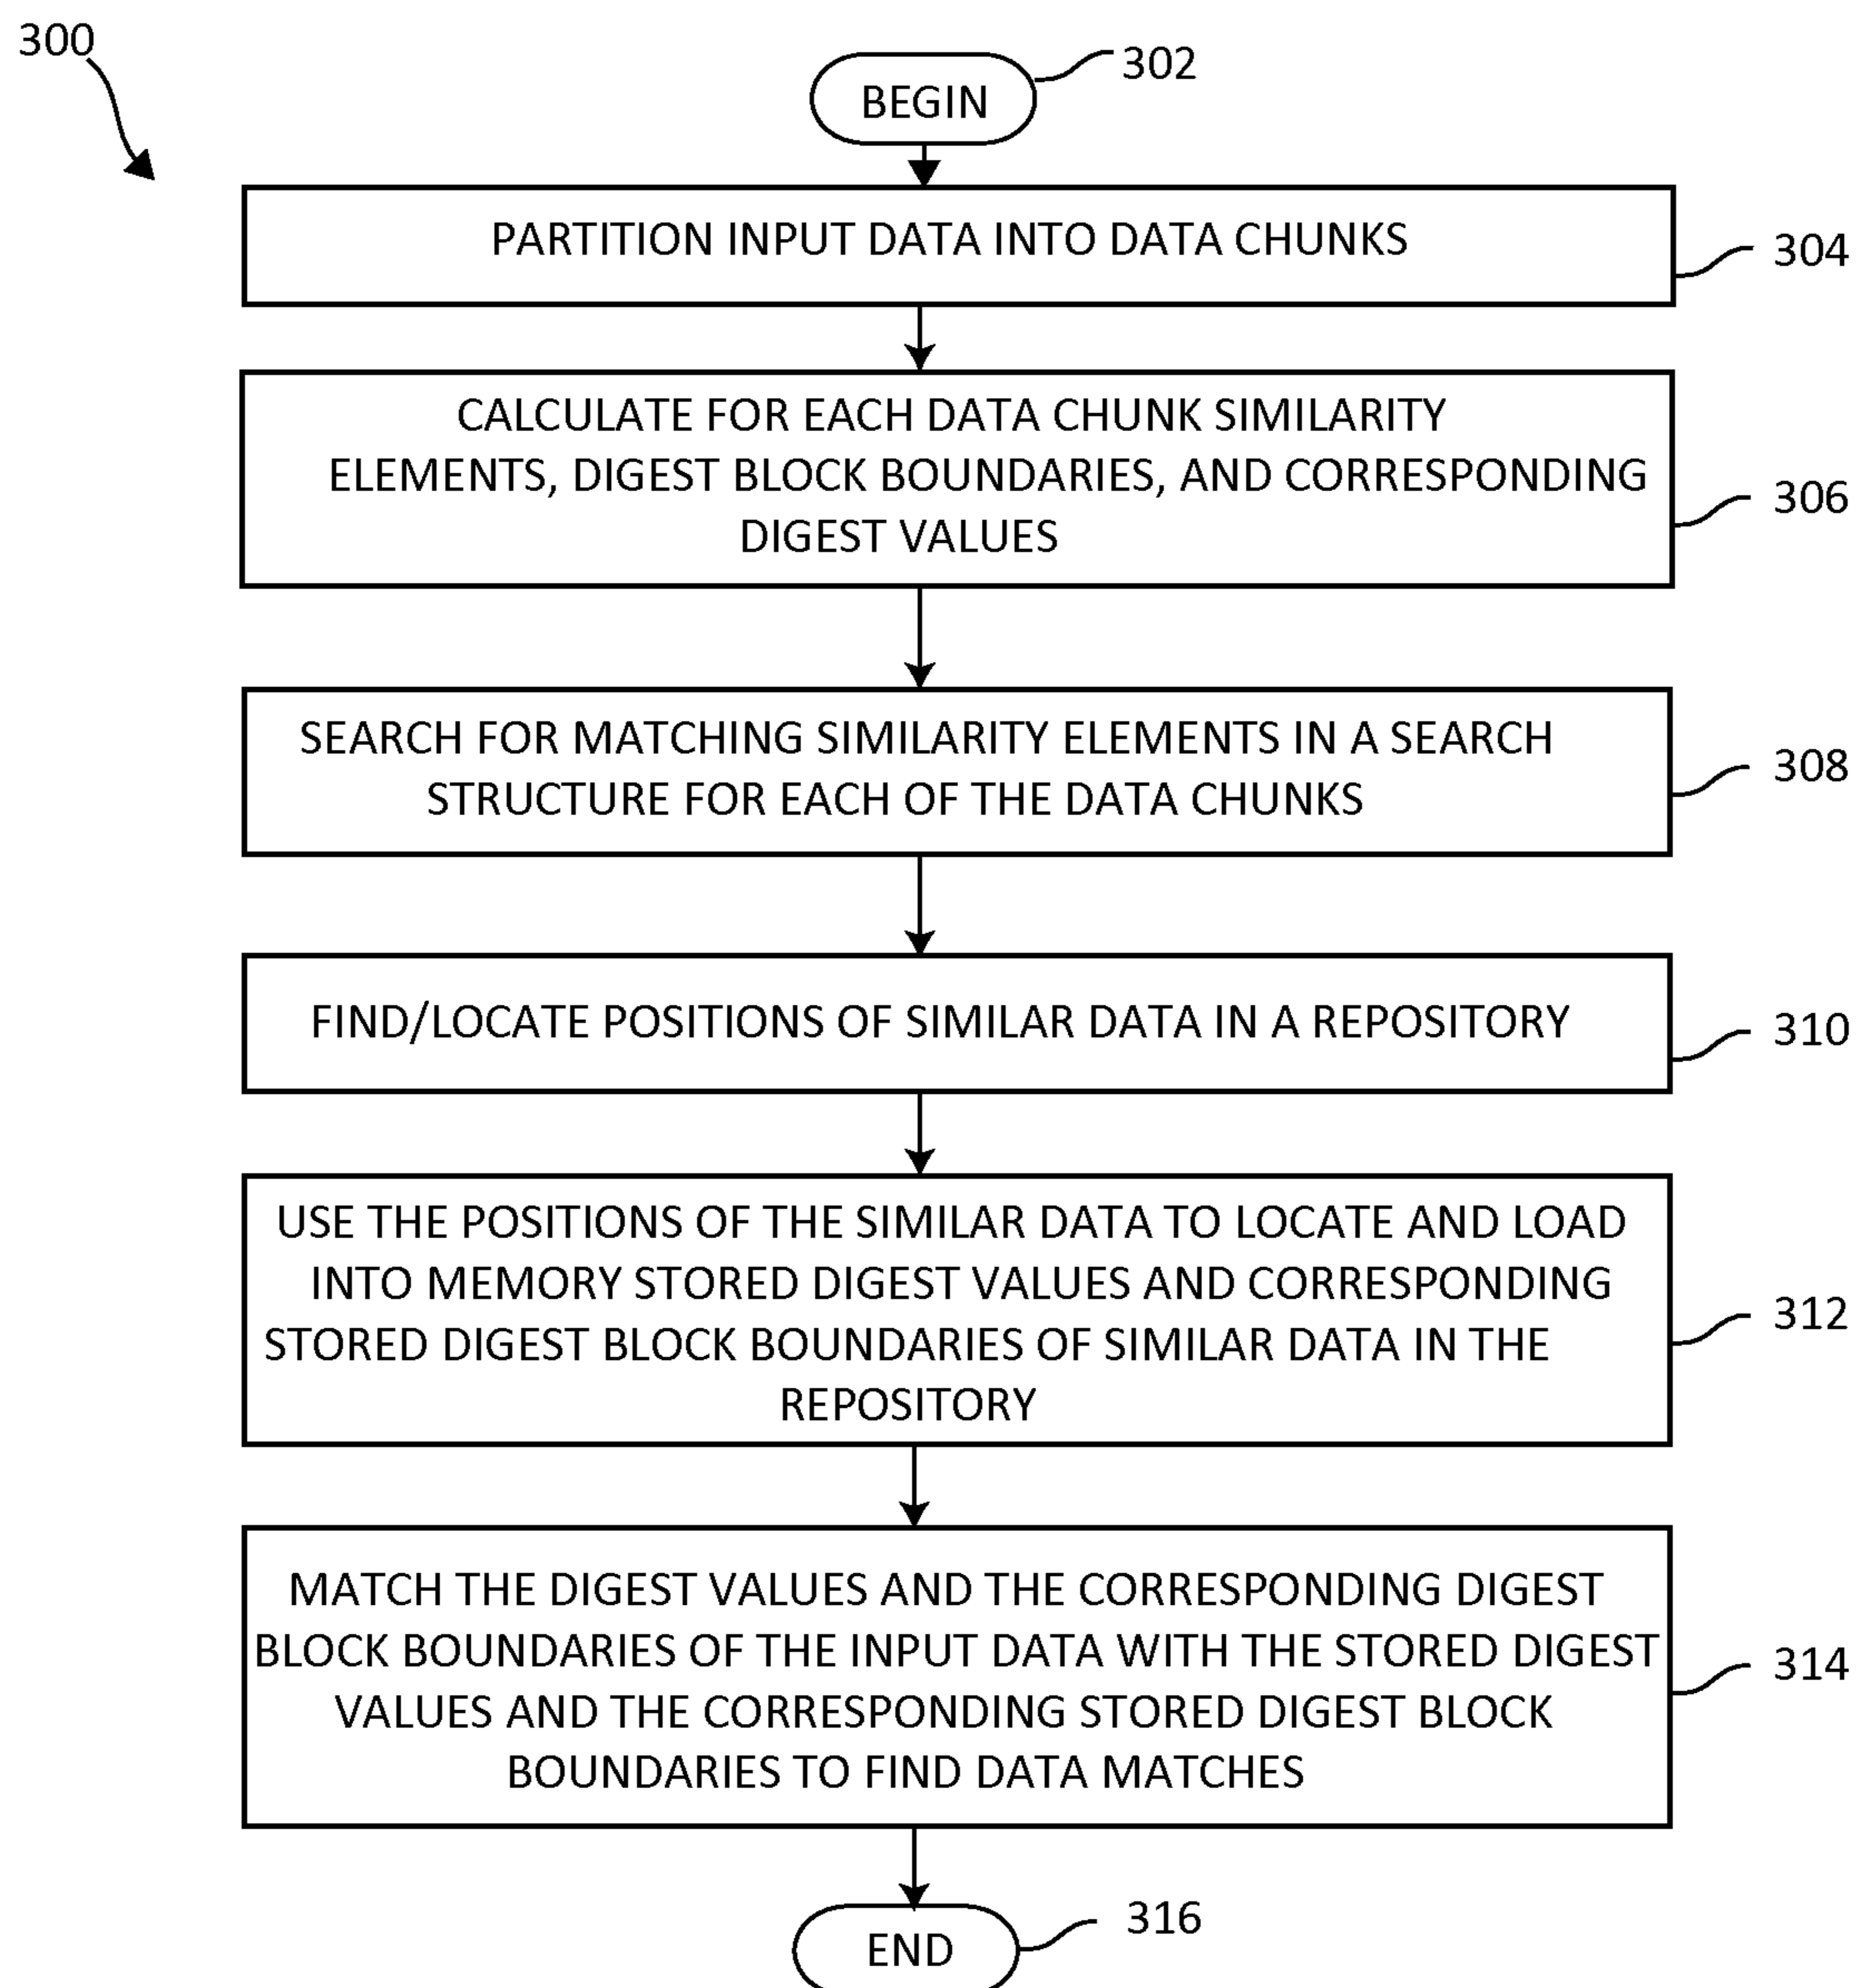 300
BEGIN
302
PARTITION INPUT DATA INTO DATA CHUNKS
304
CALCULATE FOR EACH DATA CHUNK SIMILARITY
ELEMENTS, DIGEST BLOCK BOUNDARIES, AND CORRESPONDING
DIGEST VALUES
306
SEARCH FOR MATCHING SIMILARITY ELEMENTS IN A SEARCH
STRUCTURE FOR EACH OF THE DATA CHUNKS
308
FIND/LOCATE POSITIONS OF SIMILAR DATA IN A REPOSITORY
310
USE THE POSITIONS OF THE SIMILAR DATA TO LOCATE AND LOAD
INTO MEMORY STORED DIGEST VALUES AND CORRESPONDING
STORED DIGEST BLOCK BOUNDARIES OF SIMILAR DATA IN THE
REPOSITORY
312
MATCH THE DIGEST VALUES AND THE CORRESPONDING DIGEST
BLOCK BOUNDARIES OF THE INPUT DATA WITH THE STORED DIGEST
VALUES AND THE CORRESPONDING STORED DIGEST BLOCK
BOUNDARIES TO FIND DATA MATCHES
314
END
316